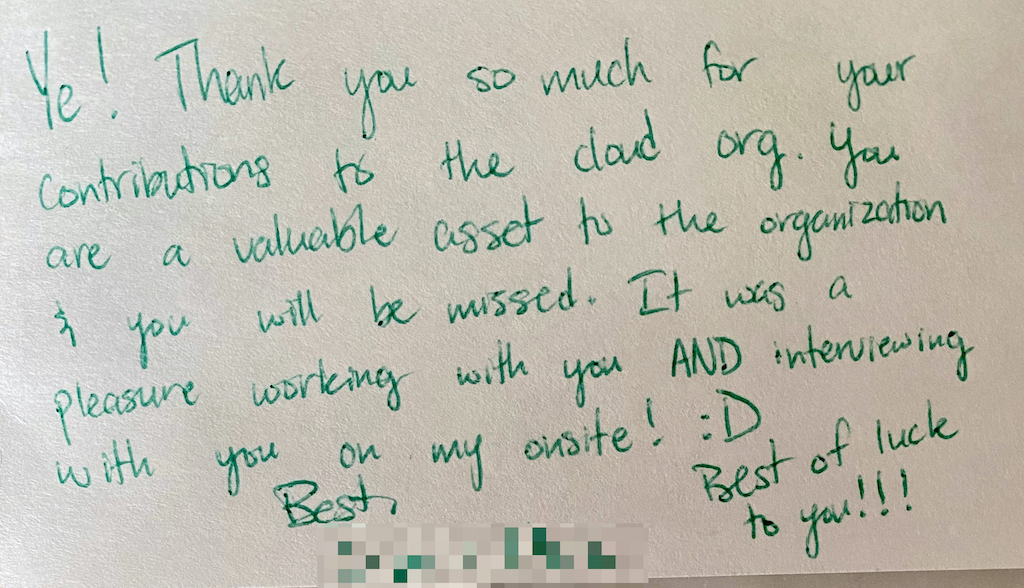 Ye! Thank you so much for your
contributions to the cloud org. You
are a valuable asset to the organization
& you will be missed. It was a
pleasure working with you AND interviewing
with you on my onsite! :D
Best,
Best of luck
to you!!!